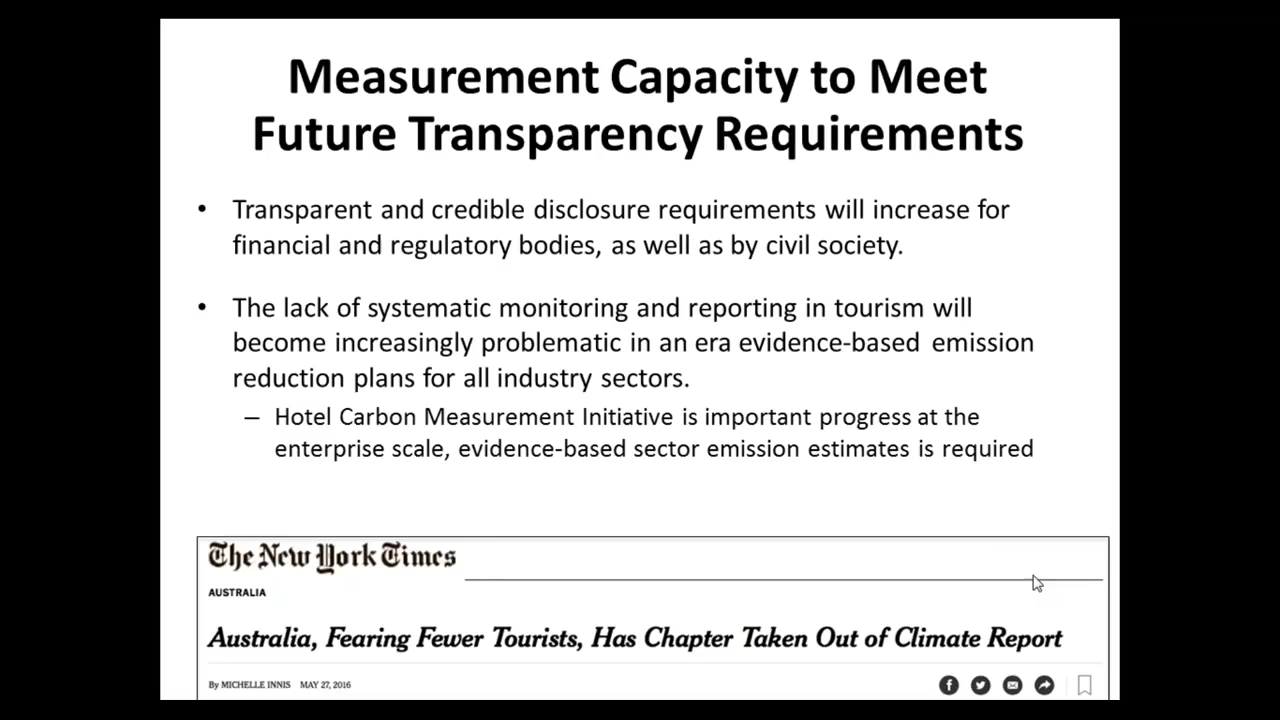 Measurement Capacity to Meet
Future Transparency Requirements
• Transparent and credible disclosure requirements will increase for
financial and regulatory bodies, as well as by civil society.
• The lack of systematic monitoring and reporting in tourism will
become increasingly problematic in an era evidence-based emission
reduction plans for all industry sectors.
– Hotel Carbon Measurement Initiative is important progress at the
enterprise scale, evidence-based sector emission estimates is required
The New York Times
AUSTRALIA
Australia, Fearing Fewer Tourists, Has Chapter Taken Out of Climate Report
By MICHELLE INNIS MAY 27, 2016